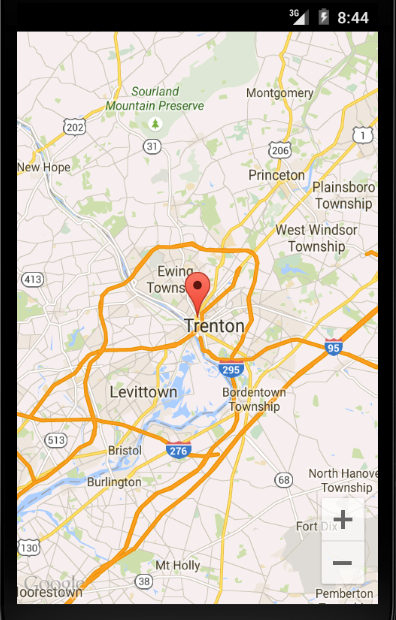 3G
8:44
Sourland
Mountain Preserve
Montgomery
202
1
31
206
New Hope
Princeton
Plainsboro
Township
West Windsor
Township
Ewing
413
Trenton
95
295
Levittown
Bordentown
Township
513
276
Bristol
Burlington
68
North Hanove
Township
+
Fort Dix
130
−
Mt Holly
38
Google
oorestown
Pemberton